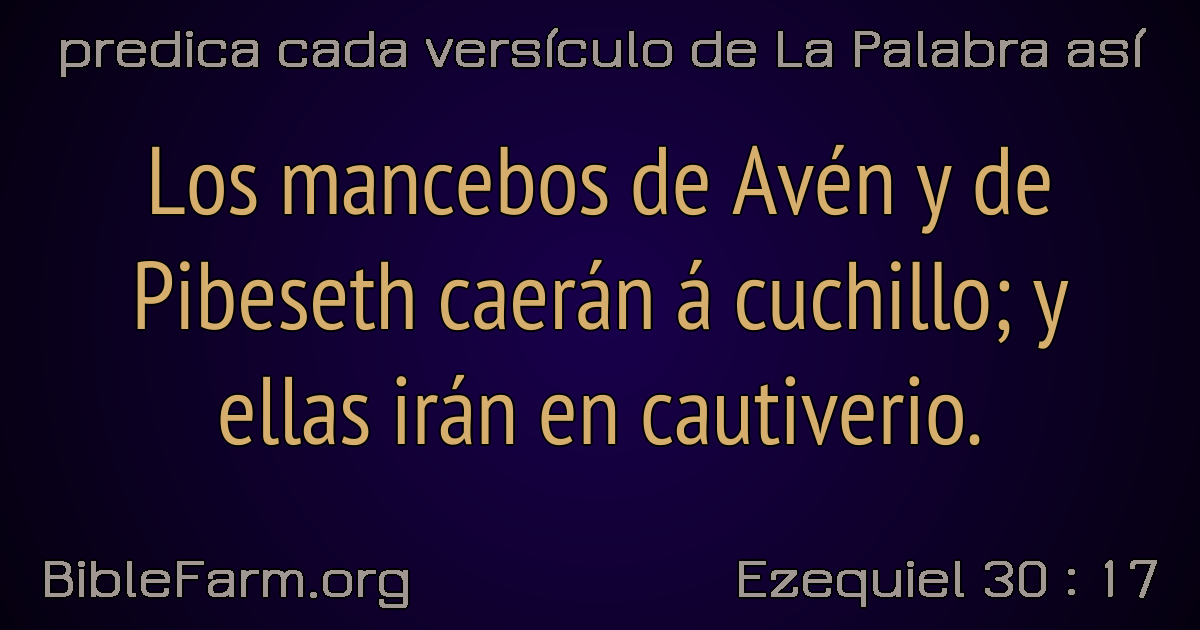 predica cada versículo de La Palabra así
Los mancebos de Avén y de
Pibeseth caerán á cuchillo; y
ellas irán en cautiverio.
BibleFarm.org
Ezequiel 30 : 17